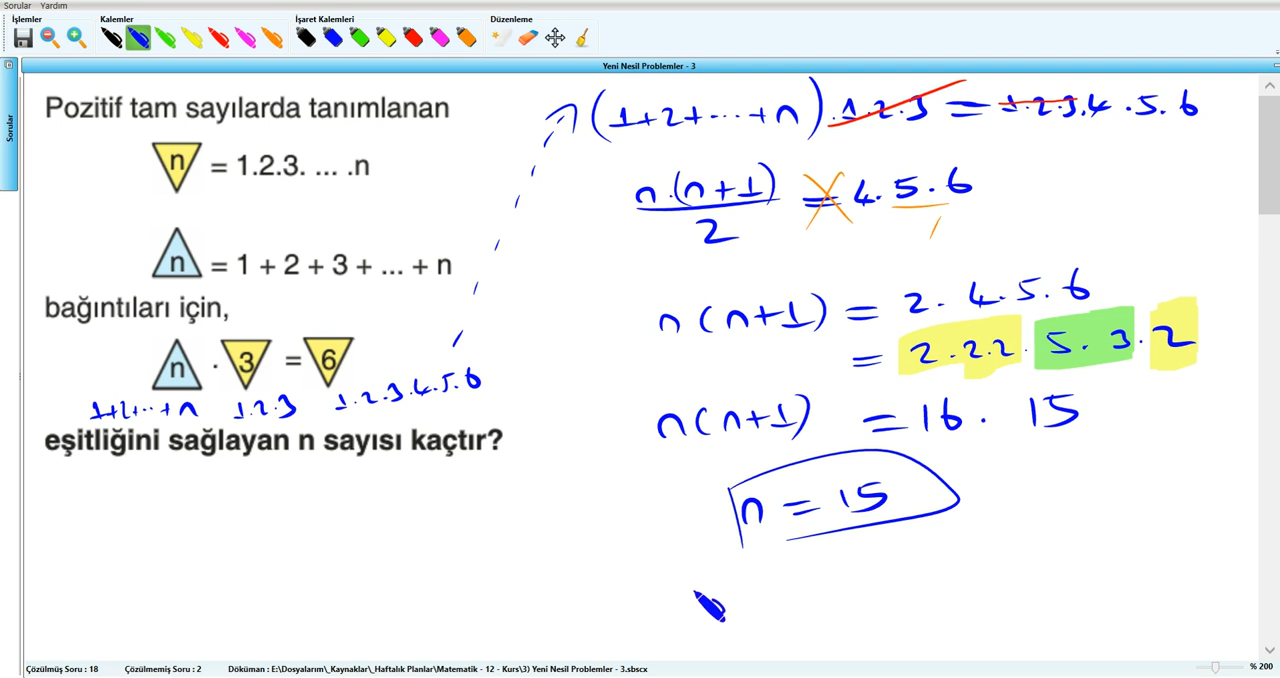 Sorular Yardım
İşlemler Kalemler İşaret Kalemleri Düzenleme
Yeni Nesil Problemler - 3
Sorular
Pozitif tam sayılarda tanımlanan
n = 1.2.3. ... .n
n = 1 + 2 + 3 + ... + n
bağıntıları için,
n . 3 = 6
1+2+...+n 1.2.3 1.2.3.4.5.6
eşitliğini sağlayan n sayısı kaçtır?
(1+2+...+n).1.2.3 = 1.2.3.4.5.6
n.(n+1)/2 = 4.5.6
n(n+1) = 2.4.5.6
= 2.2.2.5.3.2
n(n+1) = 16.15
n = 15
Çözülmüş Soru : 18 Çözülmemiş Soru : 2 Döküman : E:\Dosyalarım\_Kaynaklar\_Haftalık Planlar\Matematik - 12 - Kurs\3) Yeni Nesil Problemler - 3.sbscx % 200